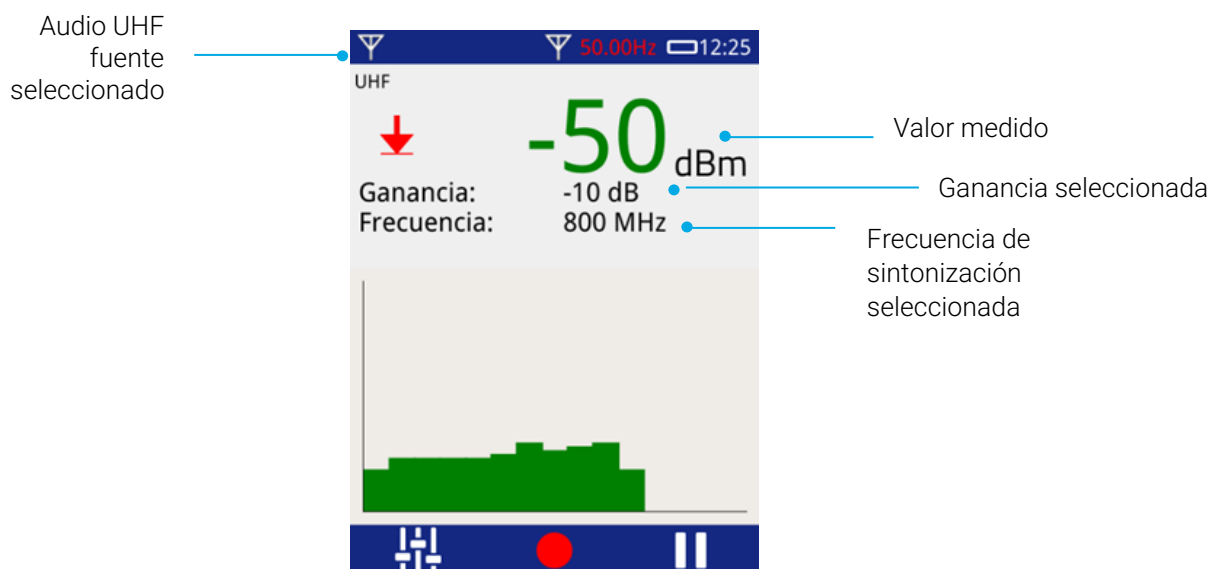 Audio UHF
fuente
seleccionado
50.00Hz 12:25
UHF
-50 dBm
Valor medido
Ganancia: -10 dB
Ganancia seleccionada
Frecuencia: 800 MHz
Frecuencia de
sintonización
seleccionada